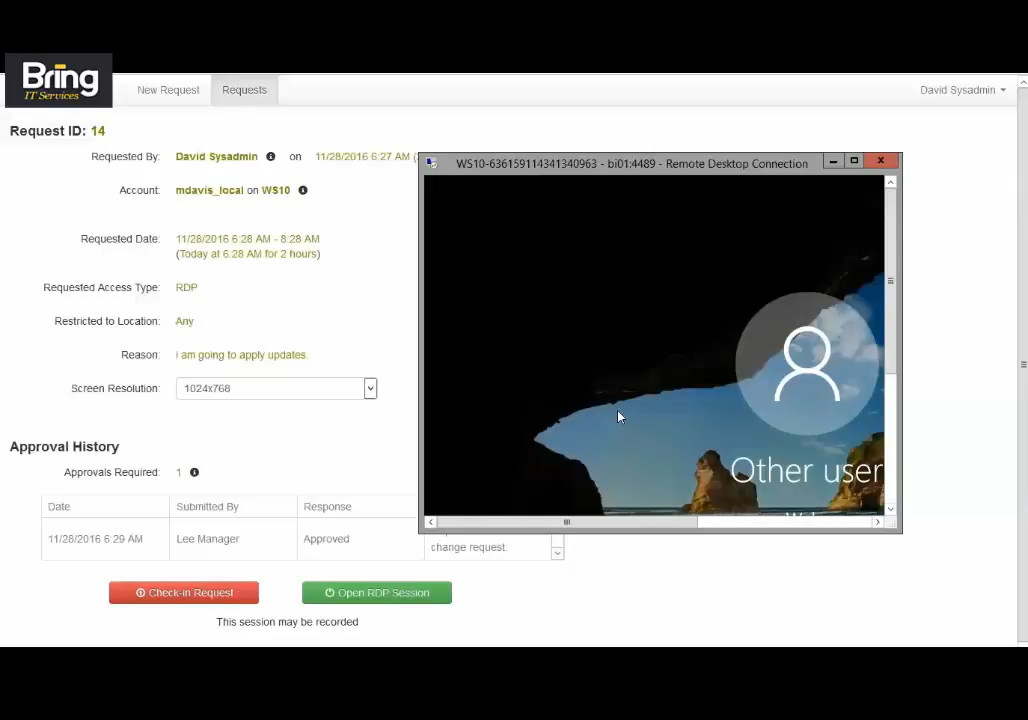 Bring
IT Services
New Request
Requests
David Sysadmin
Request ID: 14
Requested By: David Sysadmin on 11/28/2016 6:27 AM
Account: mdavis_local on WS10
Requested Date: 11/28/2016 6:28 AM - 8:28 AM
(Today at 6:28 AM for 2 hours)
Requested Access Type: RDP
Restricted to Location: Any
Reason: i am going to apply updates.
Screen Resolution: 1024x768
Approval History
Approvals Required: 1
Date Submitted By Response
11/28/2016 6:29 AM Lee Manager Approved
change request.
Check-in Request
Open RDP Session
This session may be recorded
WS10-636159114341340963 - bi01:4489 - Remote Desktop Connection
Other user